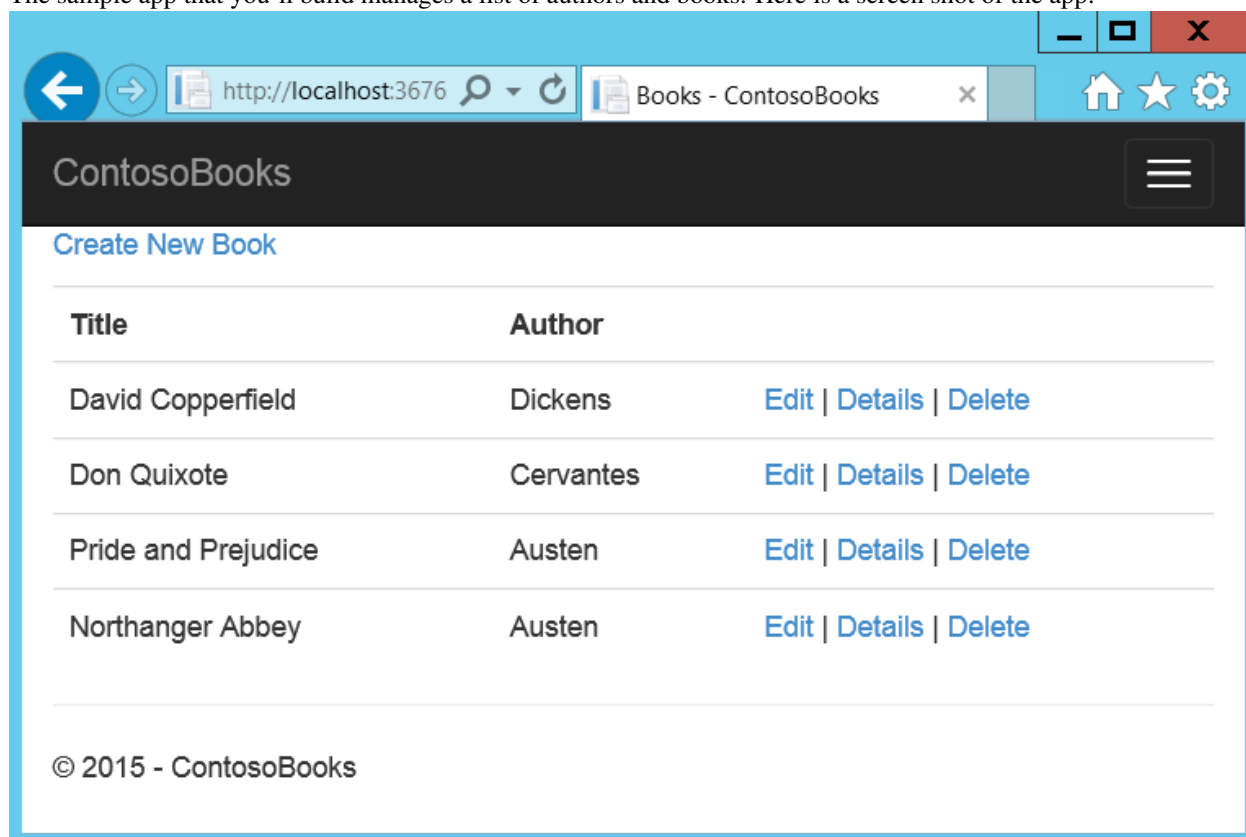 The sample app that you'll build manages a list of authors and books. Here is a screen shot of the app:
http://localhost:3676
Books - ContosoBooks
X
ContosoBooks
Create New Book
Title Author
David Copperfield Dickens Edit | Details | Delete
Don Quixote Cervantes Edit | Details | Delete
Pride and Prejudice Austen Edit | Details | Delete
Northanger Abbey Austen Edit | Details | Delete
© 2015 - ContosoBooks